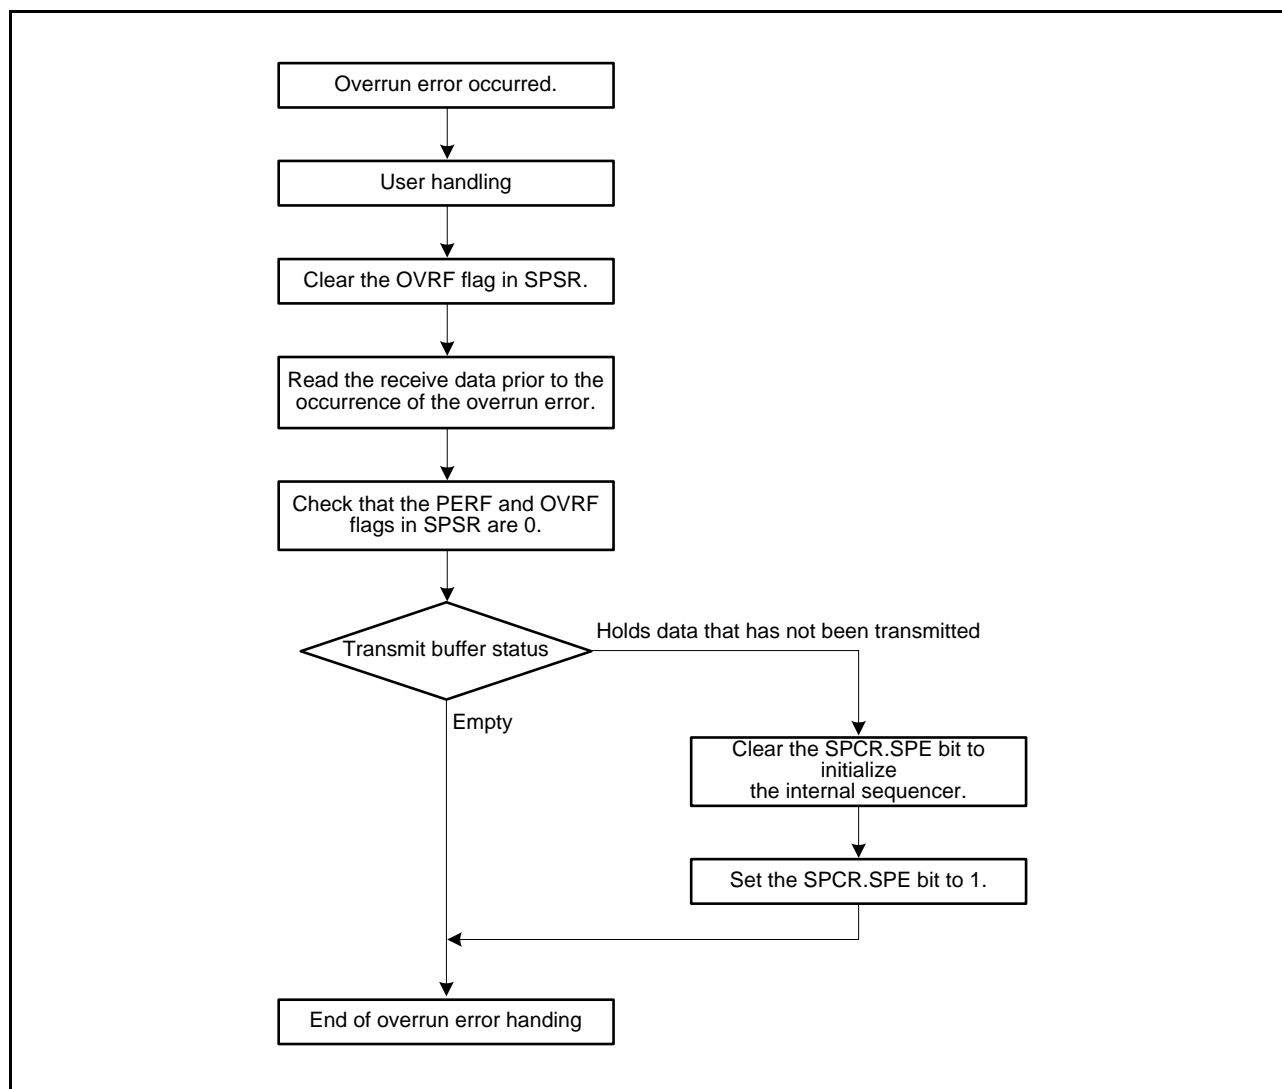 Overrun error occurred.
User handling
Clear the OVRF flag in SPSR.
Read the receive data prior to the
occurrence of the overrun error.
Check that the PERF and OVRF
flags in SPSR are 0.
Holds data that has not been transmitted
Transmit buffer status
Empty
Clear the SPCR.SPE bit to
initialize
the internal sequencer.
Set the SPCR.SPE bit to 1.
End of overrun error handing